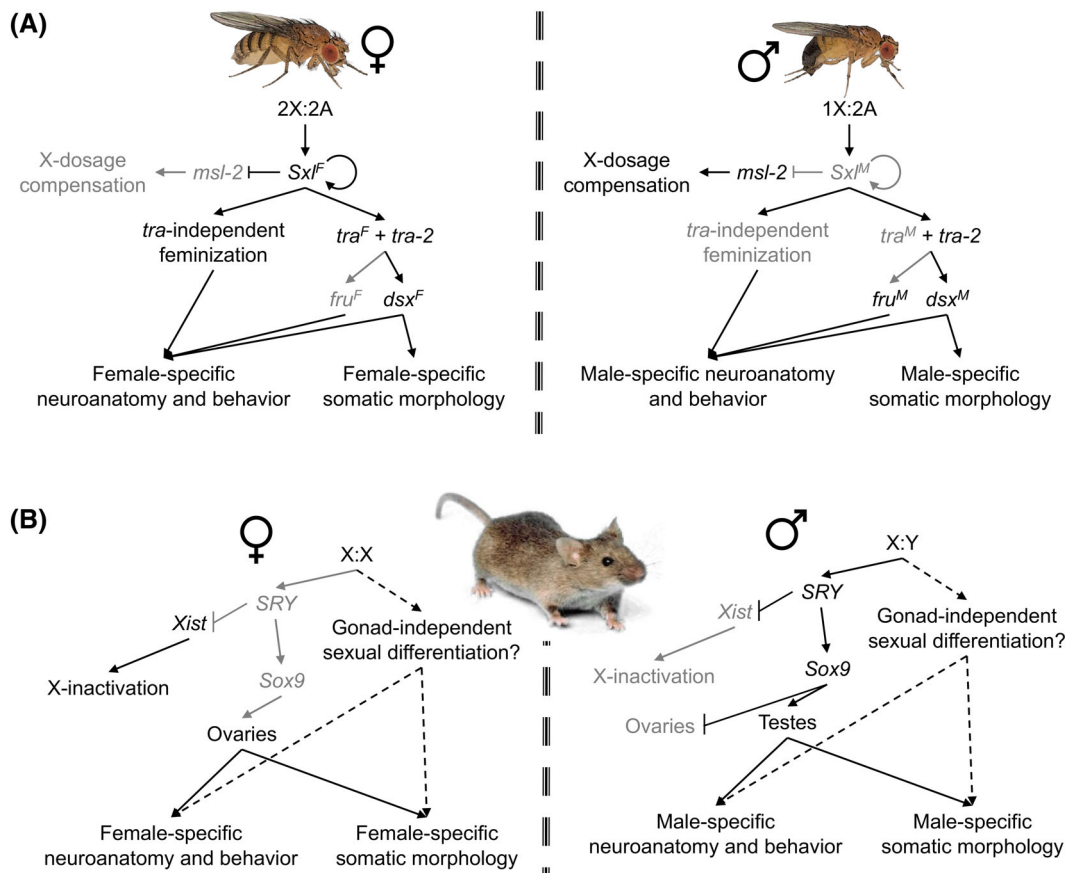 (A)
♀
2X:2A
X-dosage
compensation
msl-2
Sxl^F
tra-independent
feminization
tra^F + tra-2
fru^F
dsx^F
Female-specific
neuroanatomy and behavior
Female-specific
somatic morphology
♂
1X:2A
X-dosage
compensation
msl-2
Sxl^M
tra-independent
feminization
tra^M + tra-2
fru^M
dsx^M
Male-specific neuroanatomy
and behavior
Male-specific
somatic morphology
(B)
♀
X:X
SRY
Xist
Gonad-independent
sexual differentiation?
X-inactivation
Sox9
Ovaries
Female-specific
neuroanatomy and behavior
Female-specific
somatic morphology
♂
X:Y
SRY
Xist
Gonad-independent
sexual differentiation?
X-inactivation
Sox9
Ovaries
Testes
Male-specific
neuroanatomy and behavior
Male-specific
somatic morphology